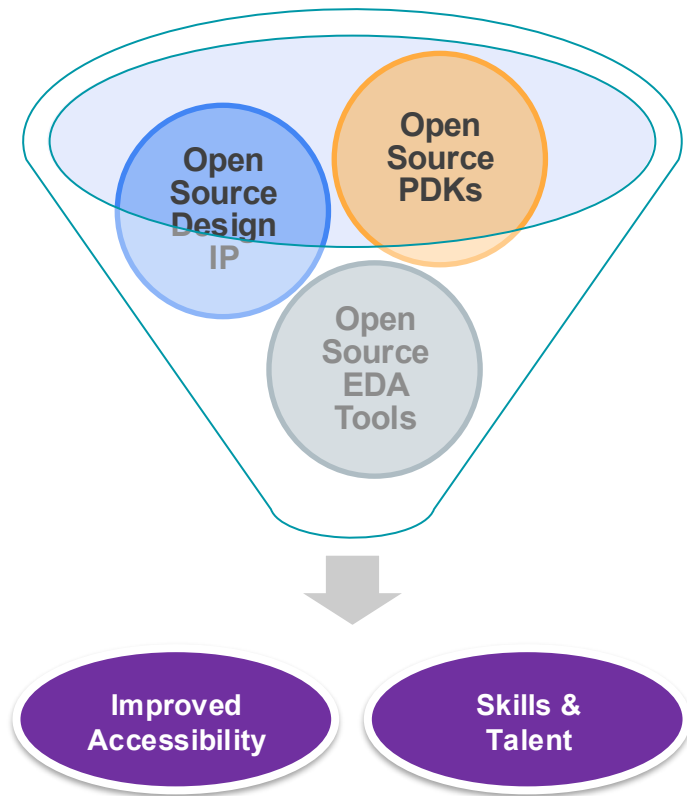 Open
Source
PDKs
Open
Source
Design
IP
Open
Source
EDA
Tools
Improved
Accessibility
Skills &
Talent